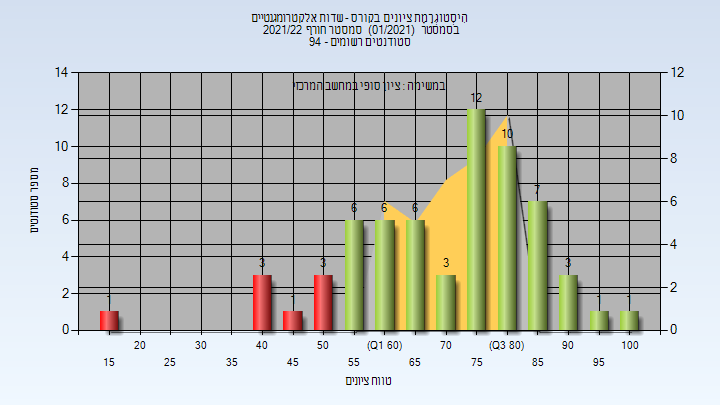 היסטוגרמת ציונים בקורס - שדות אלקטרומגנטיים
בסמסטר (01/2021) סמסטר חורף 2021/22
סטודנטים רשומים - 94
במשימה : ציון סופי במחשב המרכזי
מספר סטודנטים
14 12 10 8 6 4 2 0
12 10 8 6 4 2 0
1 3 1 3 6 6 6 3 12 10 7 3 1 1
20 30 40 50 (Q1 60) 70 (Q3 80) 90 100
15 25 35 45 55 65 75 85 95
טווח ציונים